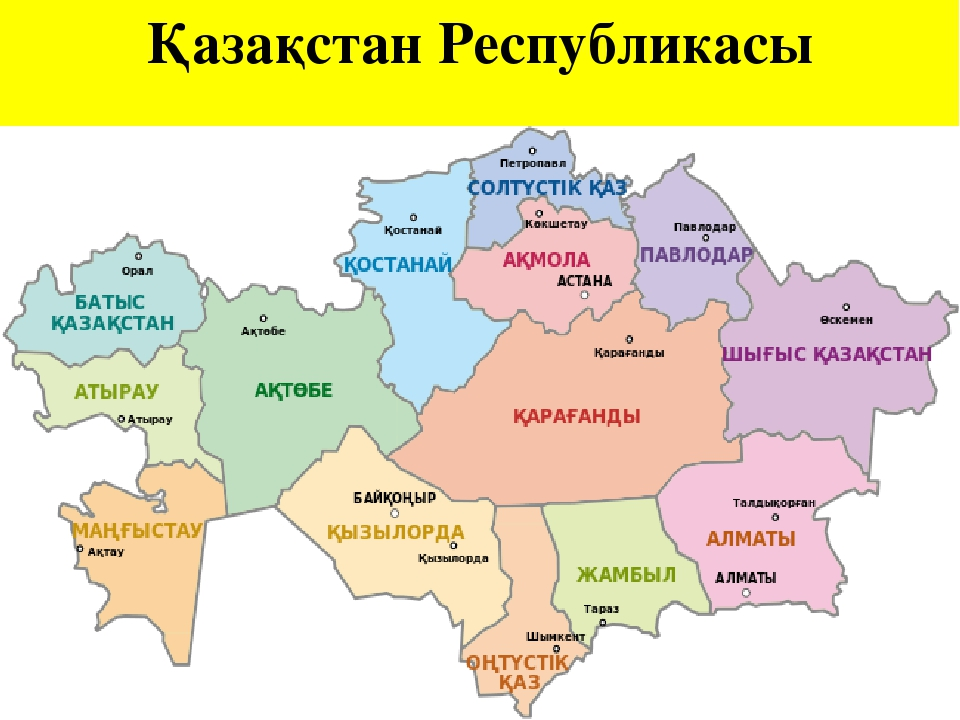 Қазақстан Республикасы
Петропавл
СОЛТҮСТІК ҚАЗ
Қостанай
Көкшетау
Павлодар
ҚОСТАНАЙ
АҚМОЛА
ПАВЛОДАР
АСТАНА
Орал
БАТЫС
ҚАЗАҚСТАН
Ақтөбе
Қарағанды
Өскемен
ШЫҒЫС ҚАЗАҚСТАН
АТЫРАУ
Атырау
АҚТӨБЕ
ҚАРАҒАНДЫ
БАЙҚОҢЫР
Талдықорған
МАҢҒЫСТАУ
Ақтау
ҚЫЗЫЛОРДА
Қызылорда
АЛМАТЫ
ЖАМБЫЛ
АЛМАТЫ
Тараз
Шымкент
ОҢТҮСТІК
ҚАЗ